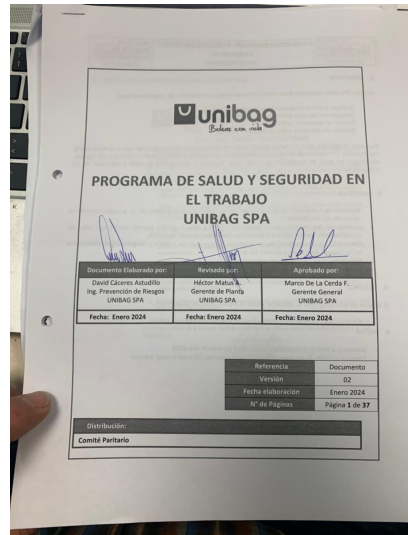 unibag
Bolsas con vida
PROGRAMA DE SALUD Y SEGURIDAD EN
EL TRABAJO
UNIBAG SPA
Documento Elaborado por: Revisado por: Aprobado por:
David Cáceres Astudillo Héctor Matus A. Marco De La Cerda F.
Ing. Prevención de Riesgos Gerente de Planta Gerente General
UNIBAG SPA UNIBAG SPA UNIBAG SPA
Fecha: Enero 2024 Fecha: Enero 2024 Fecha: Enero 2024
Referencia Documento
Versión 02
Fecha elaboración Enero 2024
N° de Páginas Página 1 de 37
Distribución:
Comité Paritario